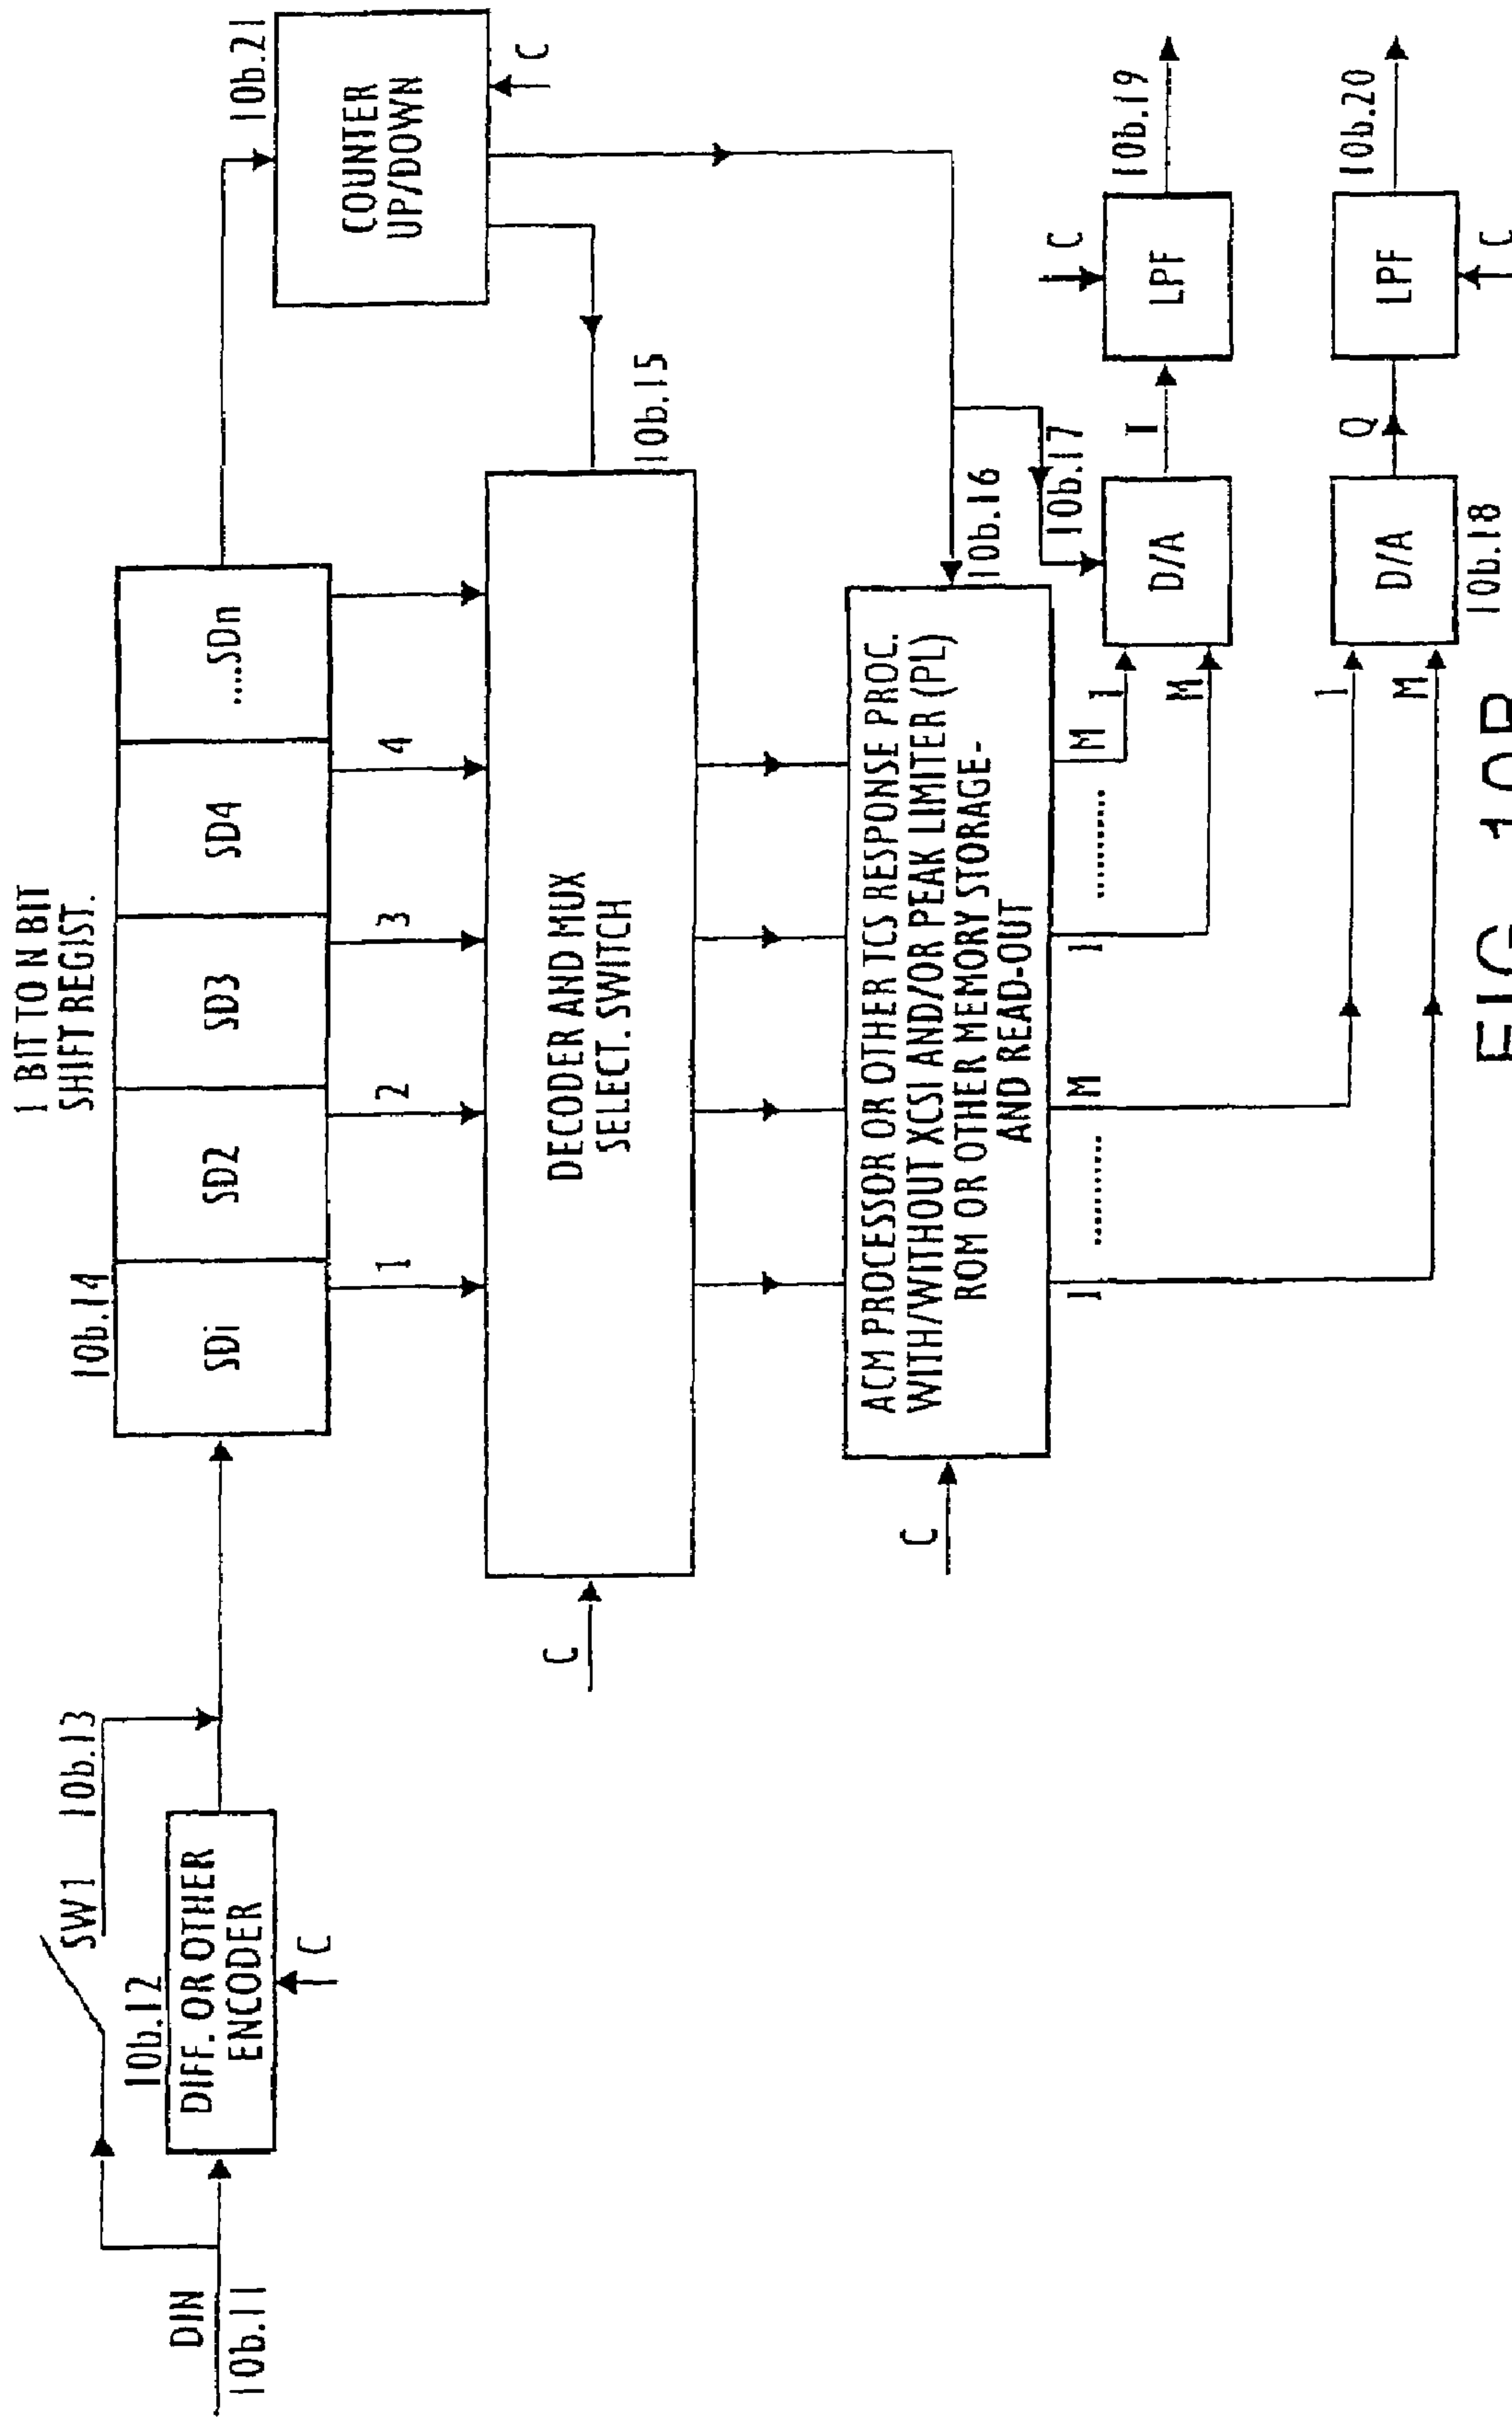 DIN
10b.11
SW1 10b.13
10b.12
DIFF. OR OTHER
ENCODER
C
1 BIT TO N BIT
SHIFT REGIST.
10b.14
SDi
SD2
SD3
SD4
.....SDn
10b.21
COUNTER
UP/DOWN
C
1
2
3
4
C
DECODER AND MUX
SELECT. SWITCH
10b.15
C
ACM PROCESSOR OR OTHER TCS RESPONSE PROC.
WITH/WITHOUT XCSI AND/OR PEAK LIMITER (PL)
ROM OR OTHER MEMORY STORAGE-
AND READ-OUT
10b.16
10b.17
1 ......... M 1 ......... M
1
M
D/A
I
C
LPF
10b.19
1
M
D/A
10b.18
Q
LPF
C
10b.20